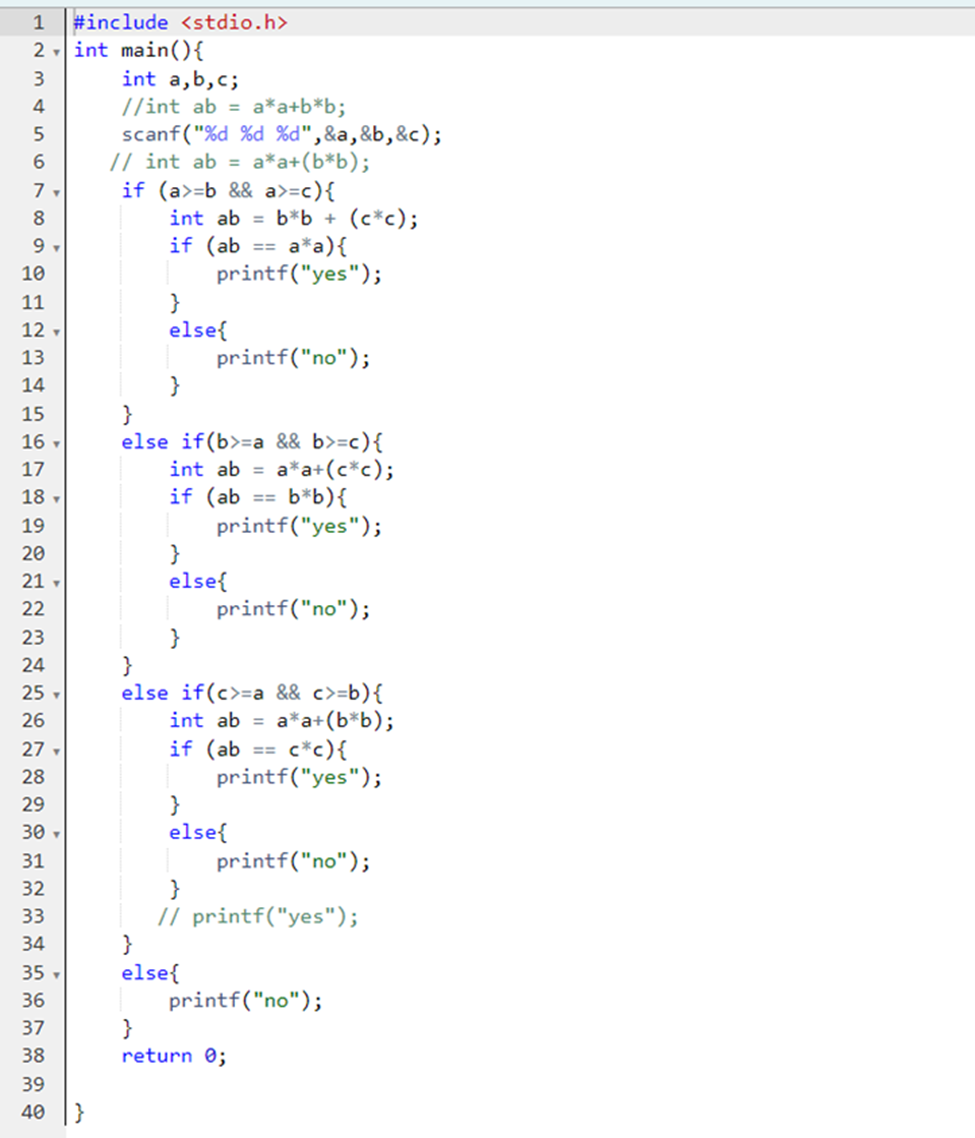 1 #include <stdio.h>
2 int main(){
3     int a,b,c;
4     //int ab = a*a+b*b;
5     scanf("%d %d %d",&a,&b,&c);
6    // int ab = a*a+(b*b);
7     if (a>=b && a>=c){
8         int ab = b*b + (c*c);
9         if (ab == a*a){
10             printf("yes");
11         }
12         else{
13             printf("no");
14         }
15     }
16     else if(b>=a && b>=c){
17         int ab = a*a+(c*c);
18         if (ab == b*b){
19             printf("yes");
20         }
21         else{
22             printf("no");
23         }
24     }
25     else if(c>=a && c>=b){
26         int ab = a*a+(b*b);
27         if (ab == c*c){
28             printf("yes");
29         }
30         else{
31             printf("no");
32         }
33        // printf("yes");
34     }
35     else{
36         printf("no");
37     }
38     return 0;
39
40 }